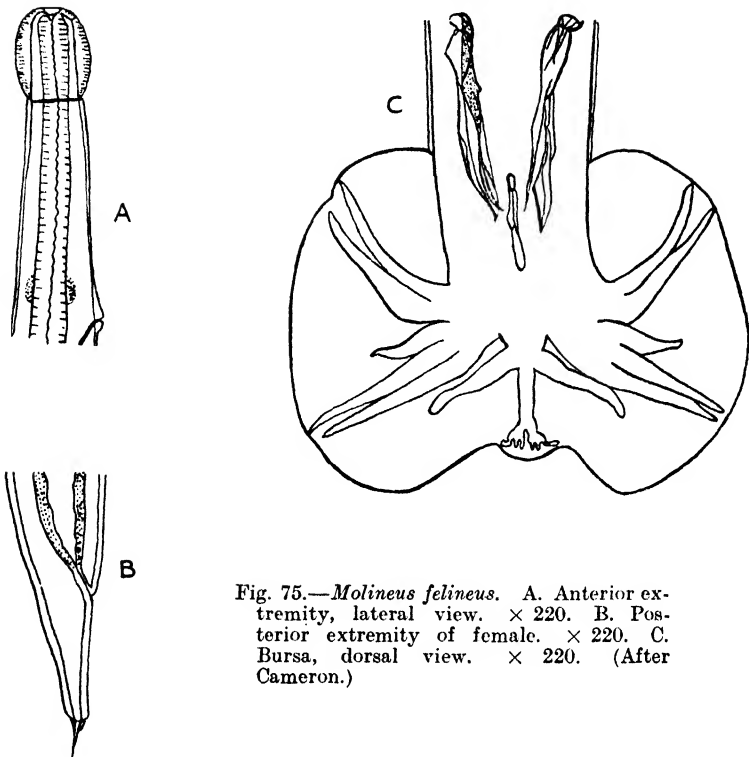 A
C
B
Fig. 75.—Molineus felineus. A. Anterior ex-
tremity, lateral view. × 220. B. Pos-
terior extremity of female. × 220. C.
Bursa, dorsal view. × 220. (After
Cameron.)